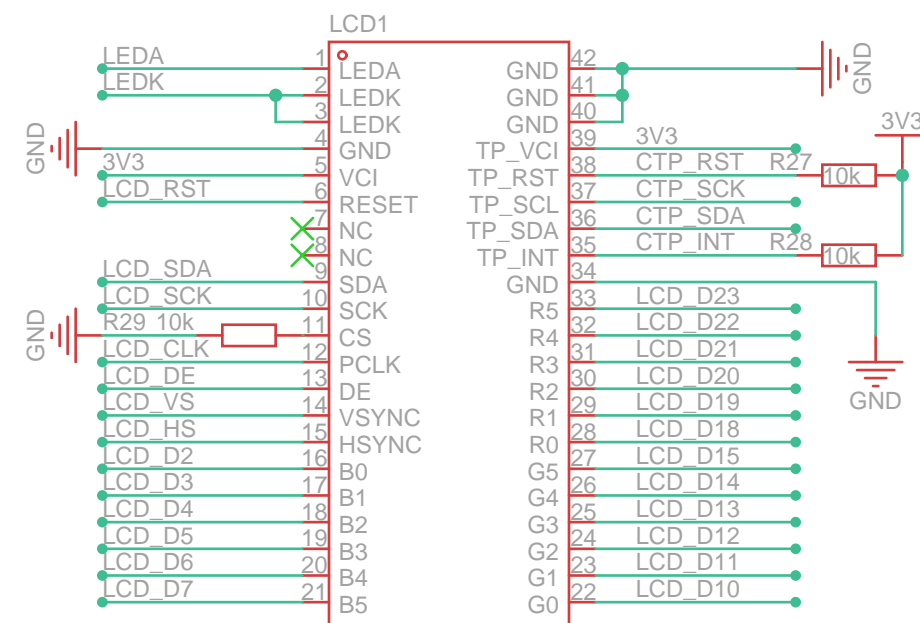 LCD1
LEDA 1 LEDA GND 42 GND
LEDK 2 LEDK GND 41
3 LEDK GND 40
GND 4 GND TP_VCI 39 3V3 3V3
3V3 5 VCI TP_RST 38 CTP_RST R27 10k
LCD_RST 6 RESET TP_SCL 37 CTP_SCK
7 NC TP_SDA 36 CTP_SDA
8 NC TP_INT 35 CTP_INT R28 10k
LCD_SDA 9 SDA GND 34
LCD_SCK 10 SCK R5 33 LCD_D23
GND R29 10k 11 CS R4 32 LCD_D22
LCD_CLK 12 PCLK R3 31 LCD_D21
LCD_DE 13 DE R2 30 LCD_D20 GND
LCD_VS 14 VSYNC R1 29 LCD_D19
LCD_HS 15 HSYNC R0 28 LCD_D18
LCD_D2 16 B0 G5 27 LCD_D15
LCD_D3 17 B1 G4 26 LCD_D14
LCD_D4 18 B2 G3 25 LCD_D13
LCD_D5 19 B3 G2 24 LCD_D12
LCD_D6 20 B4 G1 23 LCD_D11
LCD_D7 21 B5 G0 22 LCD_D10